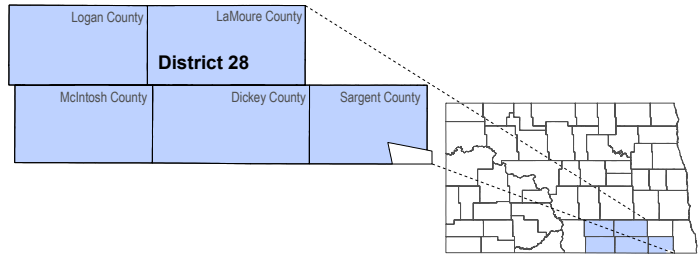 Logan County
LaMoure County
District 28
McIntosh County
Dickey County
Sargent County